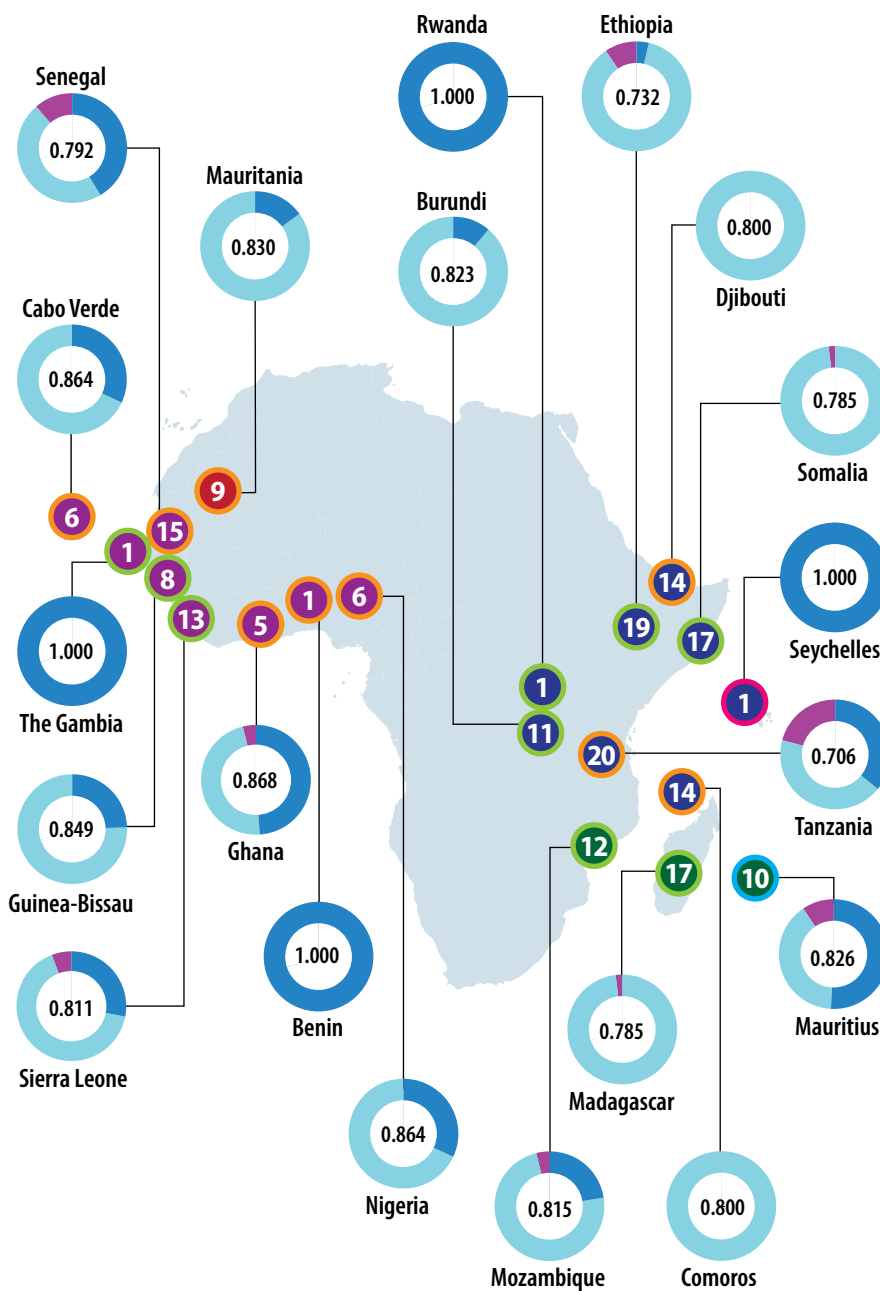 Rwanda
1.000
Ethiopia
0.732
Senegal
0.792
Mauritania
0.830
Burundi
0.823
0.800
Djibouti
Cabo Verde
0.864
0.785
Somalia
6
9
15
1
8
13
5
1
6
14
19
17
1.000
Seychelles
1
1.000
The Gambia
1
11
20
0.706
Tanzania
14
0.868
Ghana
0.849
Guinea-Bissau
12
17
10
1.000
Benin
0.826
Mauritius
0.811
Sierra Leone
0.785
Madagascar
0.864
Nigeria
0.815
Mozambique
0.800
Comoros